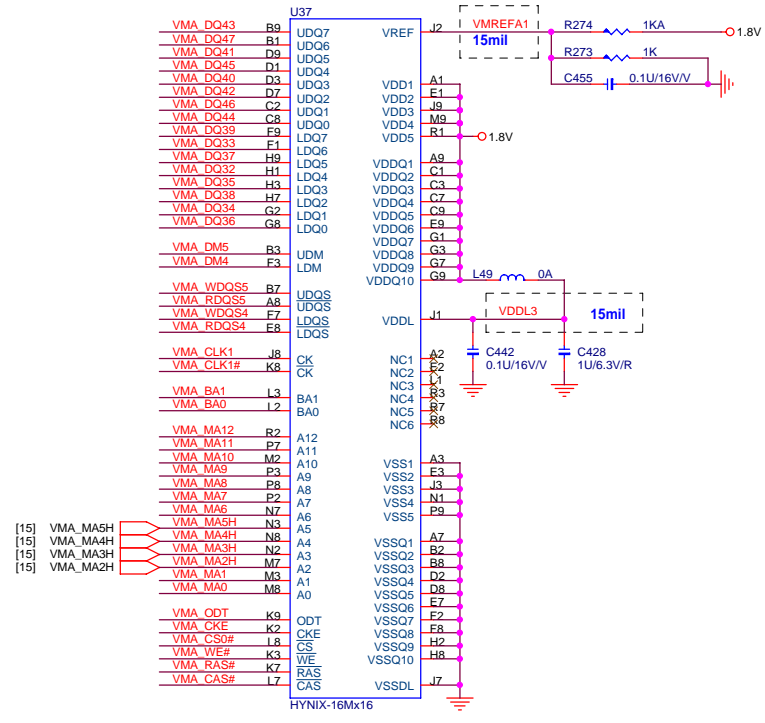 U37
VMA_DQ43 B9 UDQ7 VREF J2 VMREFA1 R274 1KA 1.8V
VMA_DQ47 B1 UDQ6 15mil
VMA_DQ41 D9 UDQ5 R273 1K
VMA_DQ45 D1 UDQ4
VMA_DQ40 D3 UDQ3 VDD1 A1 C455 0.1U/16V/V
VMA_DQ42 D7 UDQ2 VDD2 E1
VMA_DQ46 C2 UDQ1 VDD3 J9
VMA_DQ44 C8 UDQ0 VDD4 M9
VMA_DQ39 F9 LDQ7 VDD5 R1 1.8V
VMA_DQ33 F1 LDQ6
VMA_DQ37 H9 LDQ5 VDDQ1 A9
VMA_DQ32 H1 LDQ4 VDDQ2 C1
VMA_DQ35 H3 LDQ3 VDDQ3 C3
VMA_DQ38 H7 LDQ2 VDDQ4 C7
VMA_DQ34 G2 LDQ1 VDDQ5 C9
VMA_DQ36 G8 LDQ0 VDDQ6 E9
VDDQ7 G1
VMA_DM5 B3 UDM VDDQ8 G3
VMA_DM4 F3 LDM VDDQ9 G7
VDDQ10 G9 L49 0A
VMA_WDQS5 B7 UDQS
VMA_RDQS5 A8 UDQS
VMA_WDQS4 F7 LDQS VDDL J1 VDDL3 15mil
VMA_RDQS4 E8 LDQS
VMA_CLK1 J8 CK NC1 A2 C442 C428
VMA_CLK1# K8 CK NC2 E2 0.1U/16V/V 1U/6.3V/R
NC3 L1
VMA_BA1 L3 BA1 NC4 R3
VMA_BA0 L2 BA0 NC5 R7
NC6 R8
VMA_MA12 R2 A12
VMA_MA11 P7 A11
VMA_MA10 M2 A10 VSS1 A3
VMA_MA9 P3 A9 VSS2 E3
VMA_MA8 P8 A8 VSS3 J3
VMA_MA7 P2 A7 VSS4 N1
VMA_MA6 N7 A6 VSS5 P9
[15] VMA_MA5H VMA_MA5H N3 A5
[15] VMA_MA4H VMA_MA4H N8 A4 VSSQ1 A7
[15] VMA_MA3H VMA_MA3H N2 A3 VSSQ2 B2
[15] VMA_MA2H VMA_MA2H M7 A2 VSSQ3 B8
VMA_MA1 M3 A1 VSSQ4 D2
VMA_MA0 M8 A0 VSSQ5 D8
VSSQ6 E7
VMA_ODT K9 ODT VSSQ7 F2
VMA_CKE K2 CKE VSSQ8 F8
VMA_CS0# L8 CS VSSQ9 H2
VMA_WE# K3 WE VSSQ10 H8
VMA_RAS# K7 RAS
VMA_CAS# L7 CAS VSSDL J7
HYNIX-16Mx16